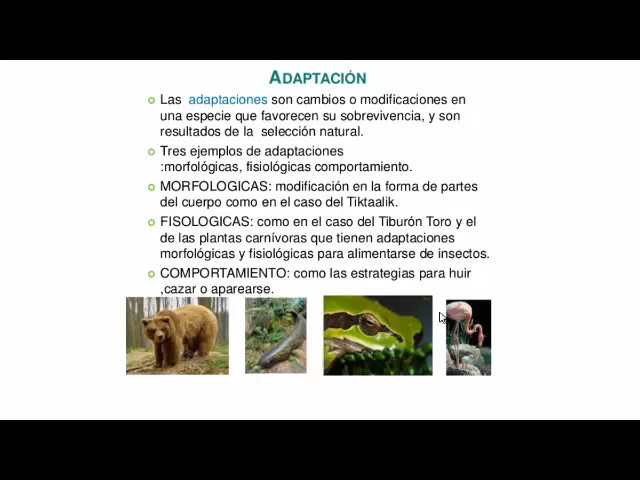 ADAPTACIÓN
Las adaptaciones son cambios o modificaciones en
una especie que favorecen su sobrevivencia, y son
resultados de la selección natural.
Tres ejemplos de adaptaciones
:morfológicas, fisiológicas comportamiento.
MORFOLOGICAS: modificación en la forma de partes
del cuerpo como en el caso del Tiktaalik.
FISOLOGICAS: como en el caso del Tiburón Toro y el
de las plantas carnívoras que tienen adaptaciones
morfológicas y fisiológicas para alimentarse de insectos.
COMPORTAMIENTO: como las estrategias para huir
,cazar o aparearse.